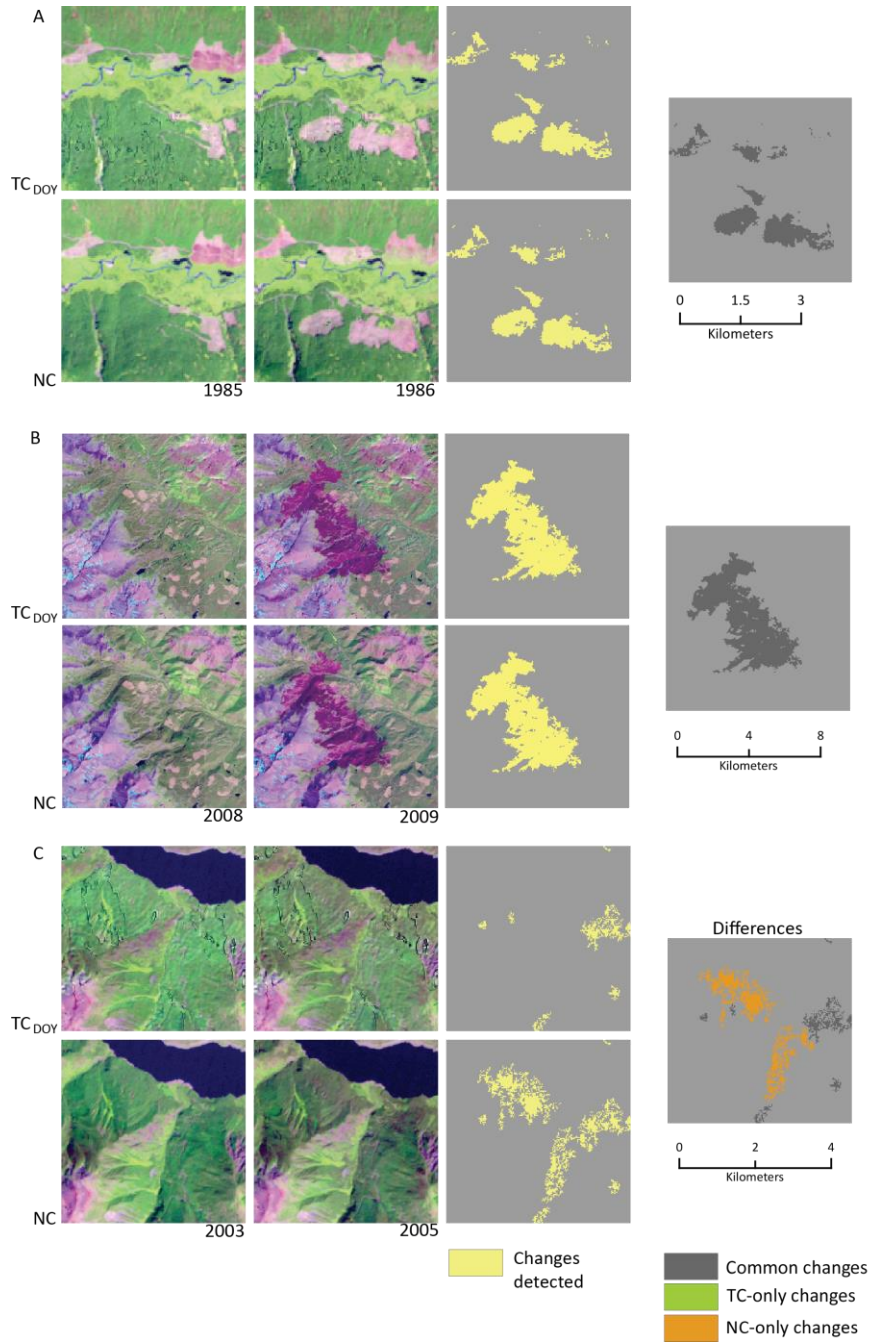 A
TC DOY
NC
1985
1986
0 1.5 3
Kilometers
B
TC DOY
NC
2008
2009
0 4 8
Kilometers
C
Differences
TC DOY
NC
2003
2005
0 2 4
Kilometers
Changes
detected
Common changes
TC-only changes
NC-only changes